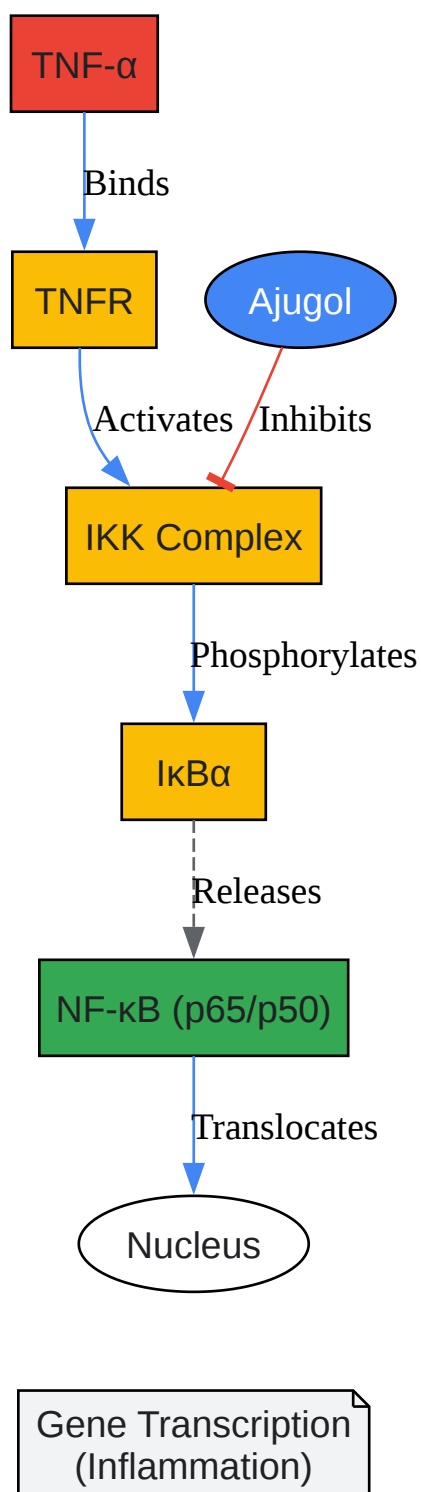 TNF-α
Binds
TNFR
Ajugol
Activates
Inhibits
IKK Complex
Phosphorylates
IκBα
Releases
NF-κB (p65/p50)
Translocates
Nucleus
Gene Transcription
(Inflammation)